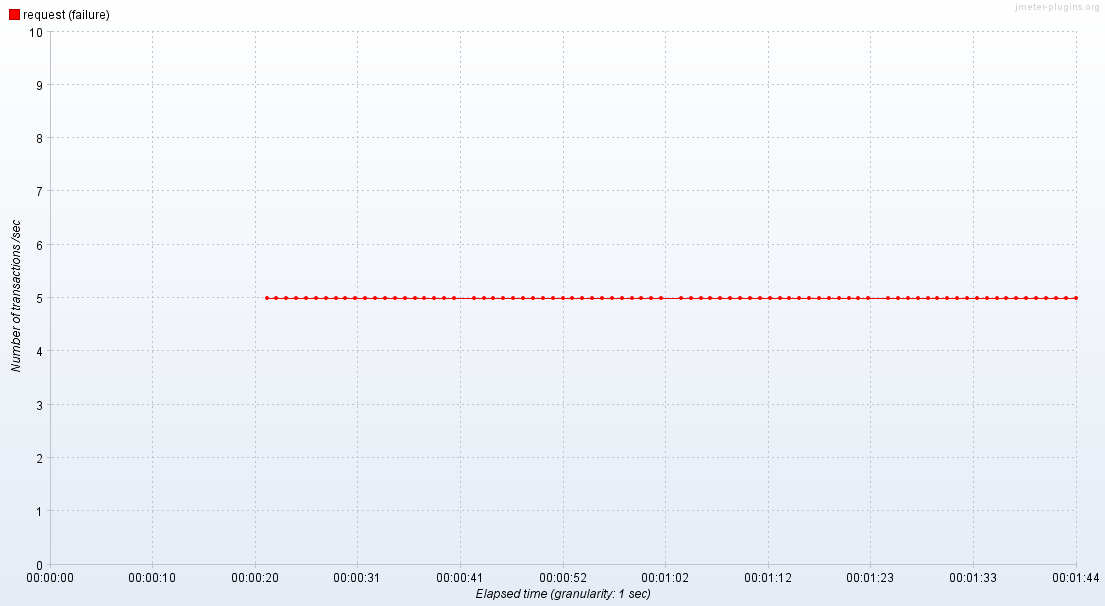 jmeter-plugins.org
request (failure)
10
9
8
7
6
5
4
3
2
1
0
Number of transactions /sec
00:00:00 00:00:10 00:00:20 00:00:31 00:00:41 00:00:52 00:01:02 00:01:12 00:01:23 00:01:33 00:01:44
Elapsed time (granularity: 1 sec)